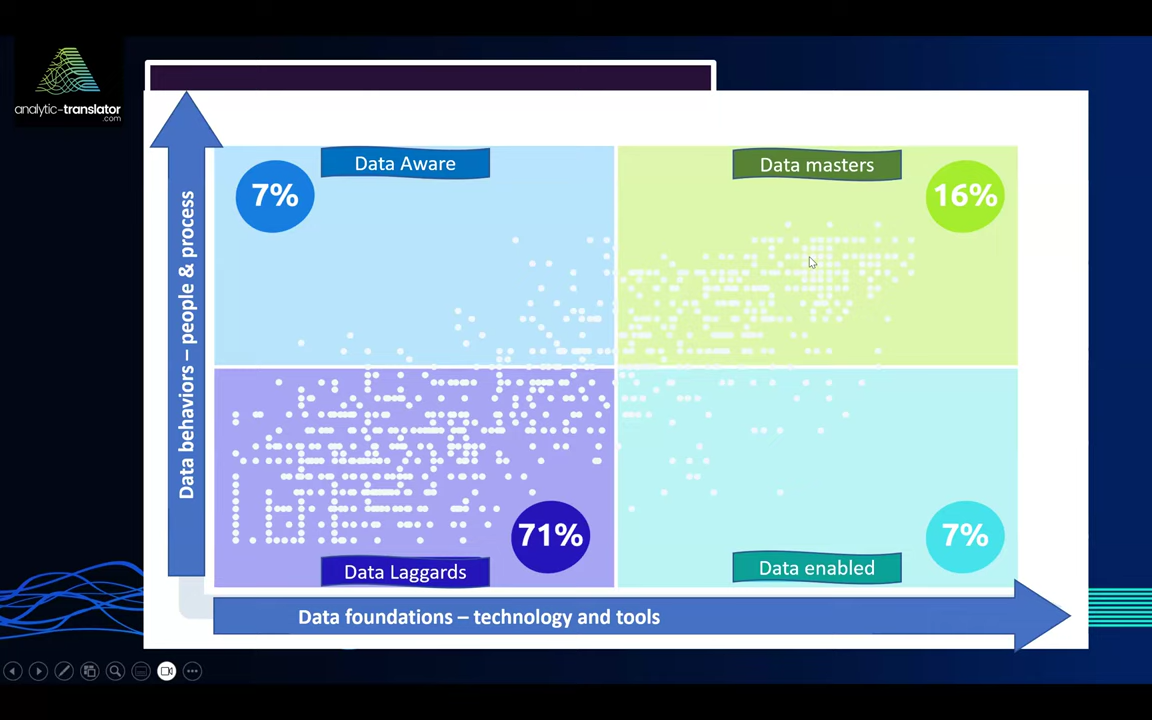 analytic-translator
.com
Data behaviors – people & process
Data Aware
7%
Data masters
16%
71%
Data Laggards
7%
Data enabled
Data foundations – technology and tools